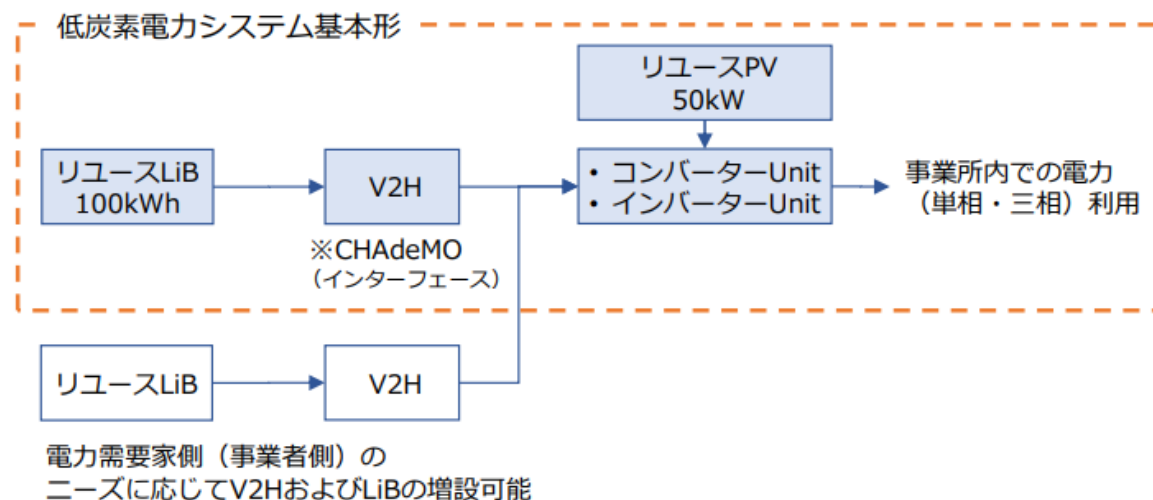 低炭素電力システム基本形
リユースPV
50kW
リユースLiB
100kWh
V2H
・ コンバーターUnit
・ インバーターUnit
事業所内での電力
（単相・三相）利用
※CHAdeMO
（インターフェース）
リユースLiB
V2H
電力需要家側（事業者側）の
ニーズに応じてV2HおよびLiBの増設可能